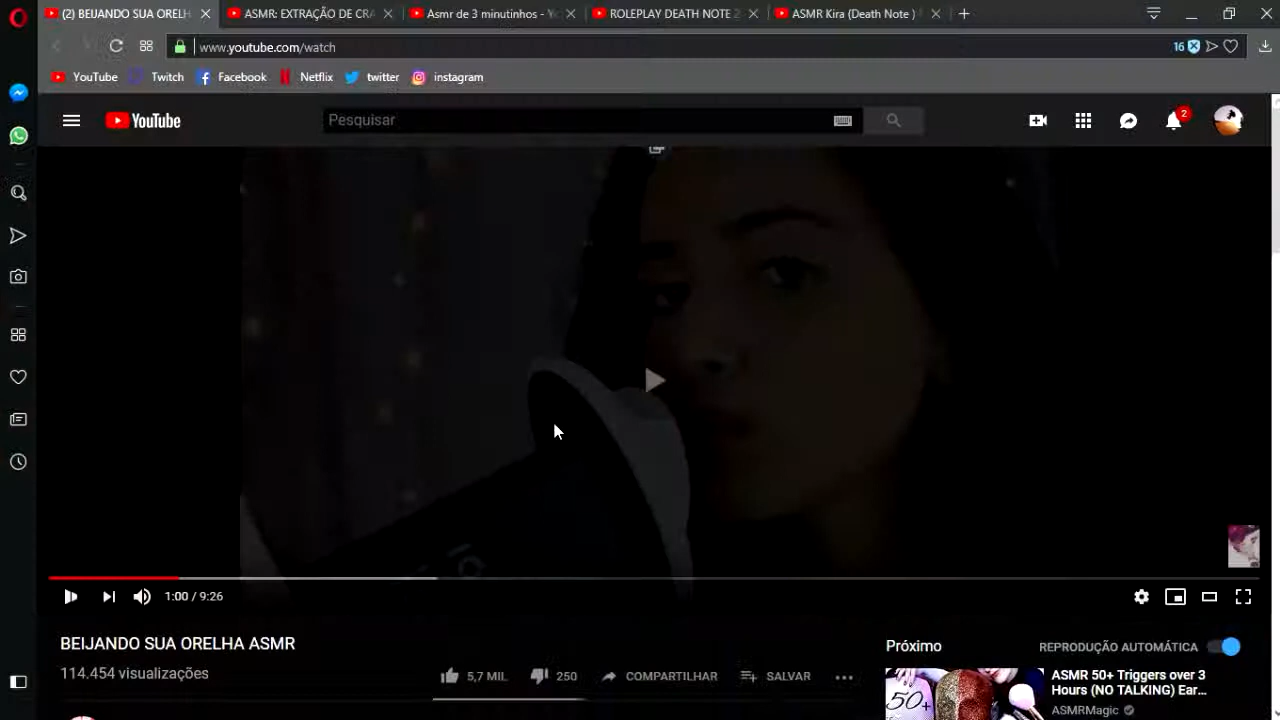 (2) BEIJANDO SUA ORELH
ASMR: EXTRAÇÃO DE CRA
Asmr de 3 minutinhos - Yo
ROLEPLAY DEATH NOTE 2
ASMR Kira (Death Note )
www.youtube.com/watch
16
YouTube
Twitch
Facebook
Netflix
twitter
instagram
YouTube
Pesquisar
2
1:00 / 9:26
BEIJANDO SUA ORELHA ASMR
114.454 visualizações
5,7 MIL
250
COMPARTILHAR
SALVAR
Próximo
REPRODUÇÃO AUTOMÁTICA
50+
ASMR 50+ Triggers over 3
Hours (NO TALKING) Ear...
ASMRMagic